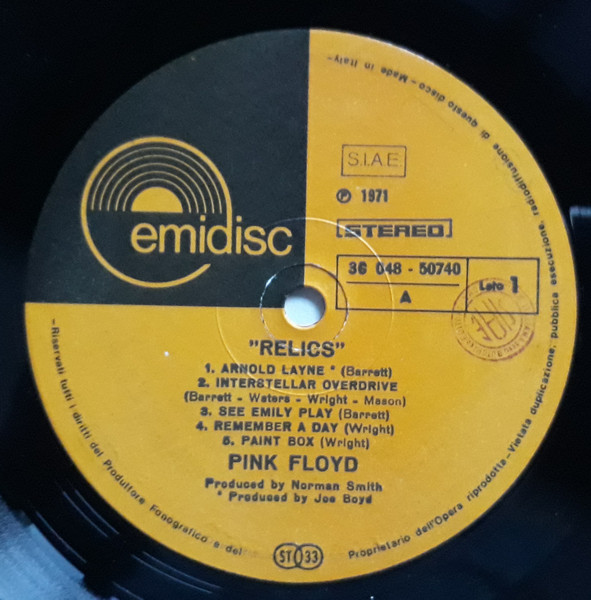 emidisc
S.I.A.E.
℗ 1971
STEREO
3C 048 - 50740
A
Lato 1
"RELICS"
1. ARNOLD LAYNE * (Barrett)
2. INTERSTELLAR OVERDRIVE
(Barrett - Waters - Wright - Mason)
3. SEE EMILY PLAY (Barrett)
4. REMEMBER A DAY (Wright)
5. PAINT BOX (Wright)
PINK FLOYD
Produced by Norman Smith
* Produced by Joe Boyd
ST 33
-Riservati tutti i diritti del Produttore Fonografico e del Proprietario dell'Opera riprodotta-Vietata duplicazione, pubblica esecuzione, radiodiffusione di questo disco-Made in Italy-